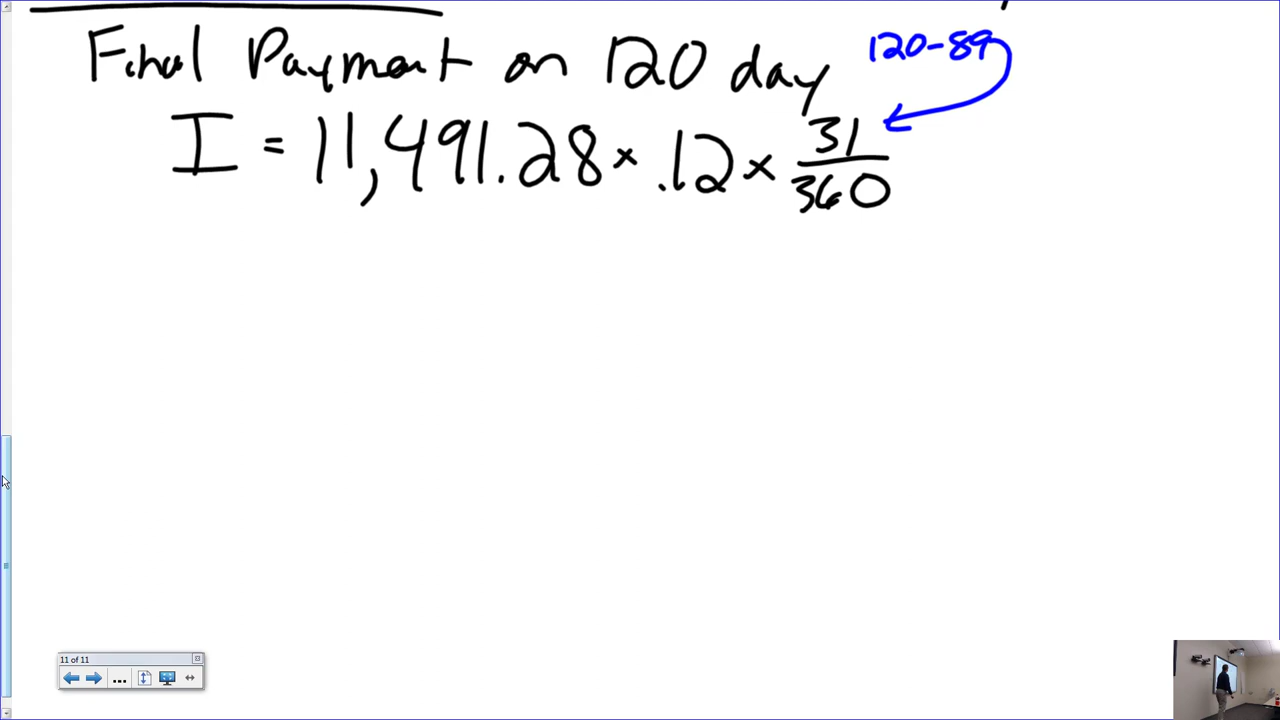 Final Payment on 120 day
120-89
I = 11,491.28 × .12 × 31/360
11 of 11